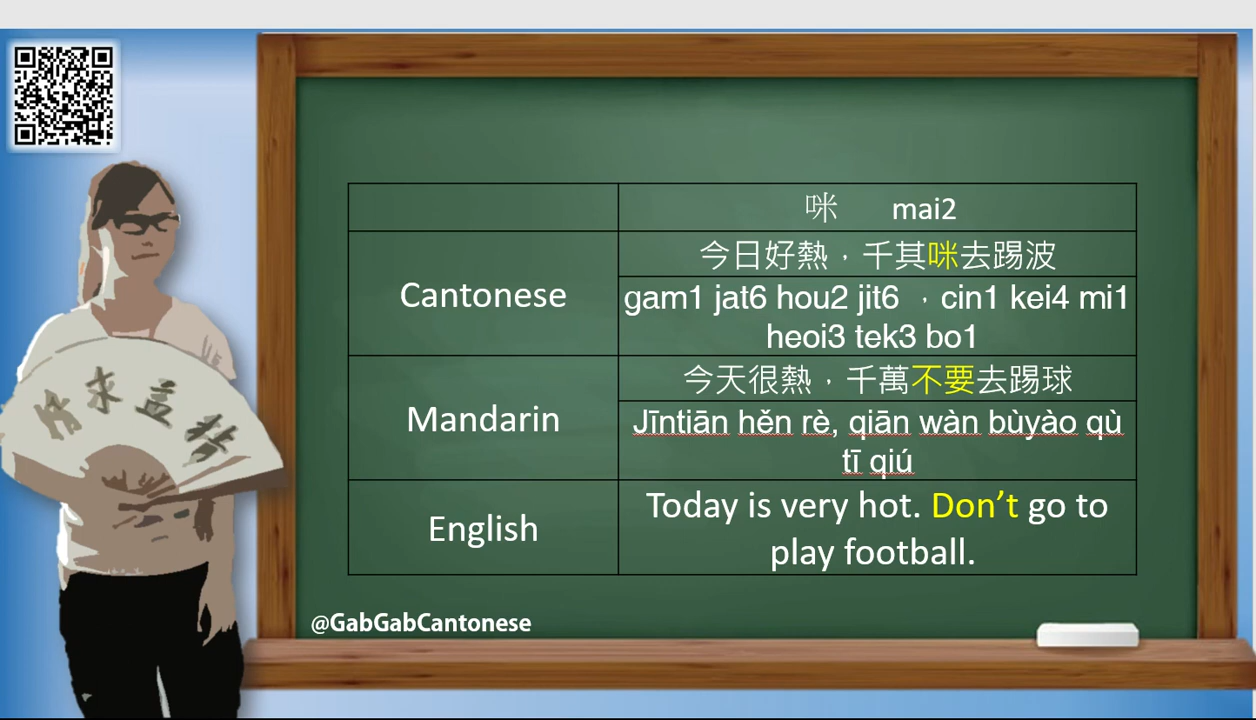 咪 mai2
Cantonese
今日好熱，千其咪去踢波
gam1 jat6 hou2 jit6 ，cin1 kei4 mi1
heoi3 tek3 bo1
Mandarin
今天很熱，千萬不要去踢球
Jīntiān hěn rè, qiān wàn bùyào qù
tī qiú
English
Today is very hot. Don’t go to
play football.
@GabGabCantonese